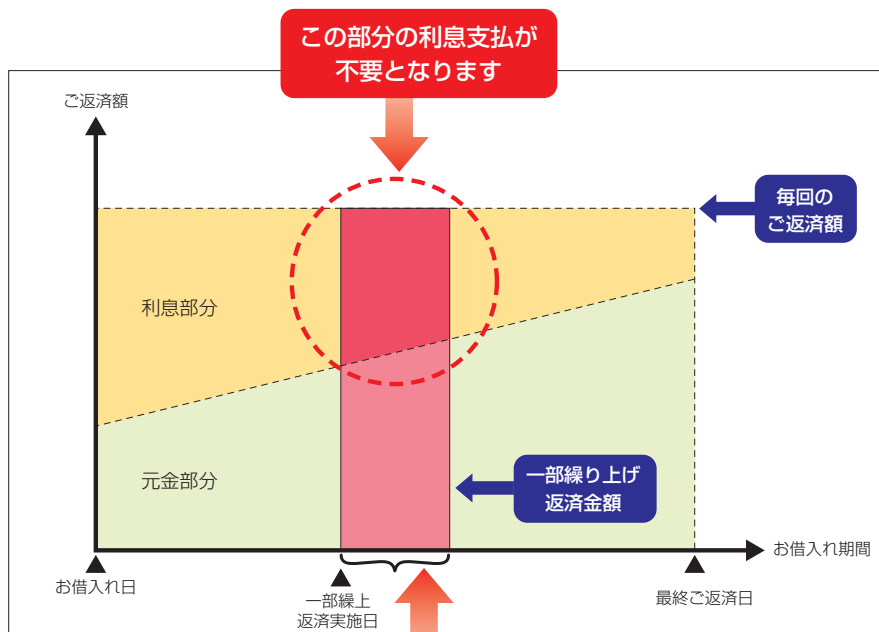 この部分の利息支払が
不要となります
ご返済額
毎回の
ご返済額
利息部分
元金部分
一部繰り上げ
返済金額
お借入れ期間
お借入れ日
一部繰上
返済実施日
最終ご返済日